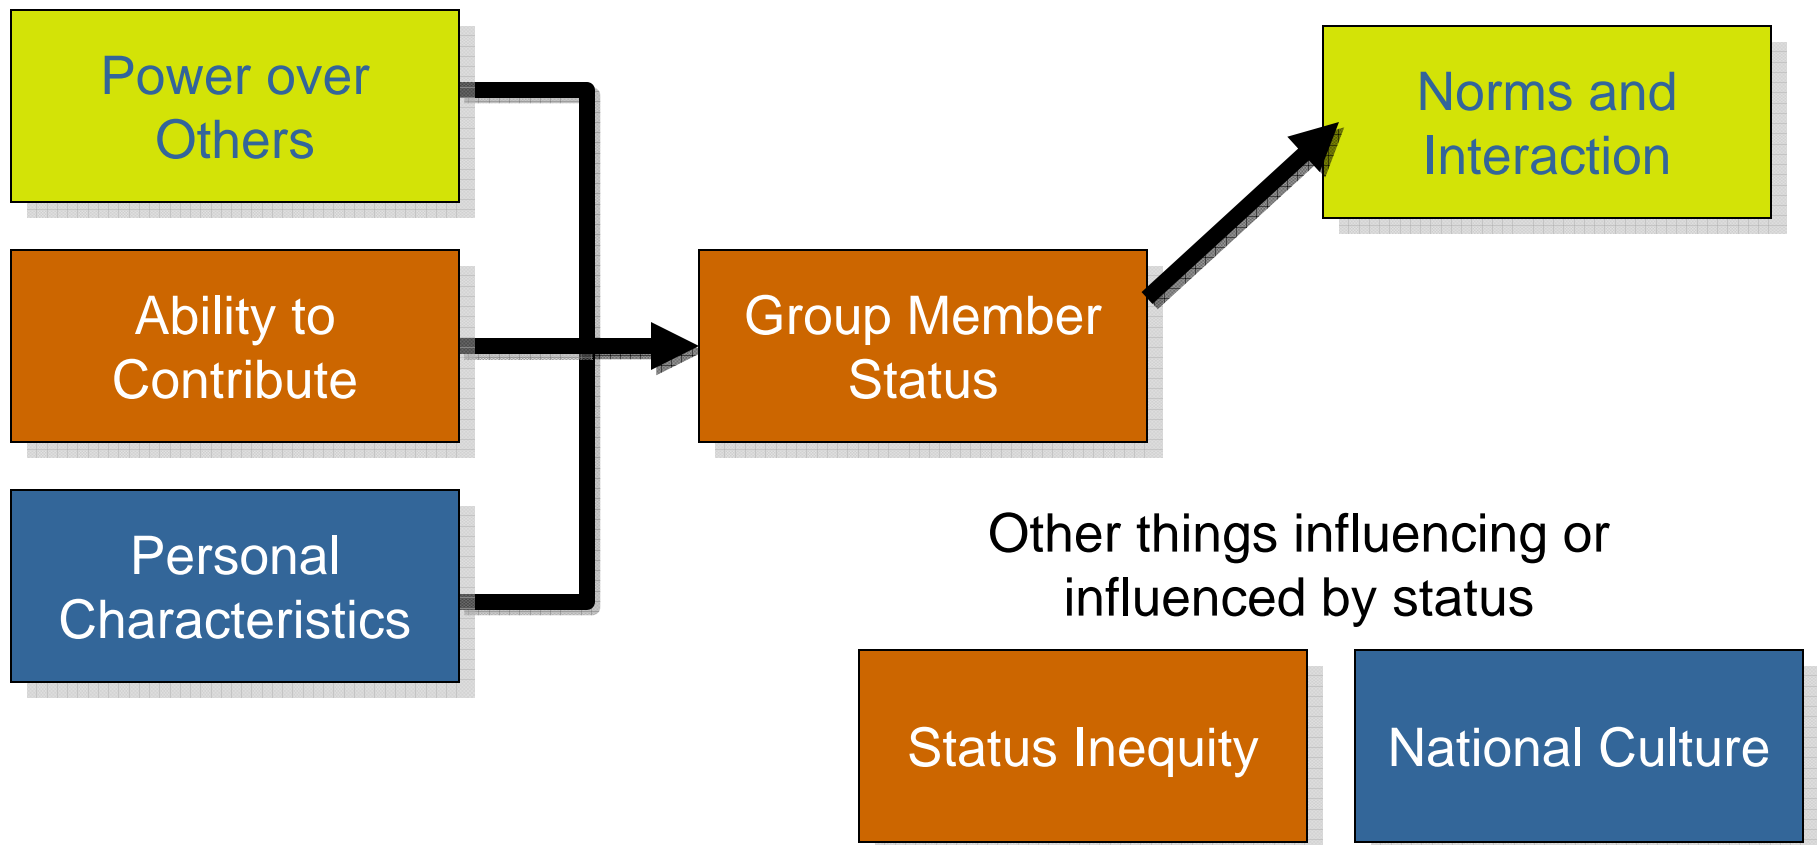 Power over
Others
Ability to
Contribute
Personal
Characteristics
Group Member
Status
Norms and
Interaction
Other things influencing or
influenced by status
Status Inequity
National Culture